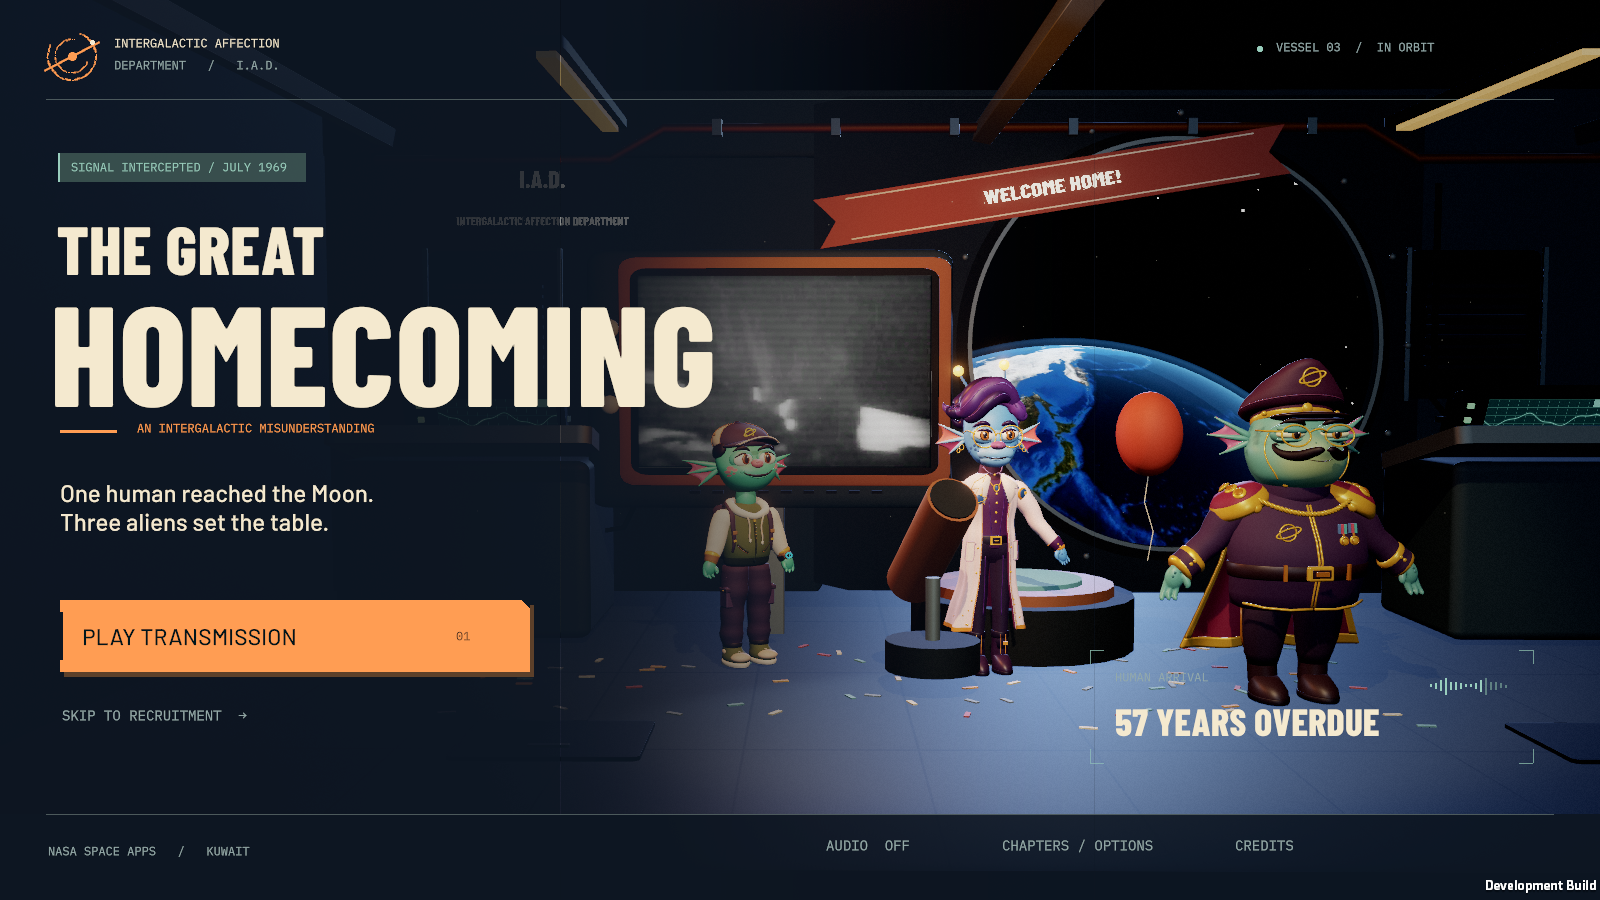 INTERGALACTIC AFFECTION
DEPARTMENT / I.A.D.
VESSEL 03 / IN ORBIT
SIGNAL INTERCEPTED / JULY 1969
I.A.D.
INTERGALACTIC AFFECTION DEPARTMENT
WELCOME HOME!
THE GREAT
HOMECOMING
AN INTERGALACTIC MISUNDERSTANDING
One human reached the Moon.
Three aliens set the table.
PLAY TRANSMISSION 01
SKIP TO RECRUITMENT →
HUMAN ARRIVAL
57 YEARS OVERDUE
NASA SPACE APPS / KUWAIT
AUDIO OFF
CHAPTERS / OPTIONS
CREDITS
Development Build